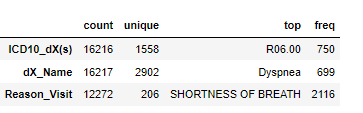 count unique top freq
ICD10_dX(s) 16216 1558 R06.00 750
dX_Name 16217 2902 Dyspnea 699
Reason_Visit 12272 206 SHORTNESS OF BREATH 2116